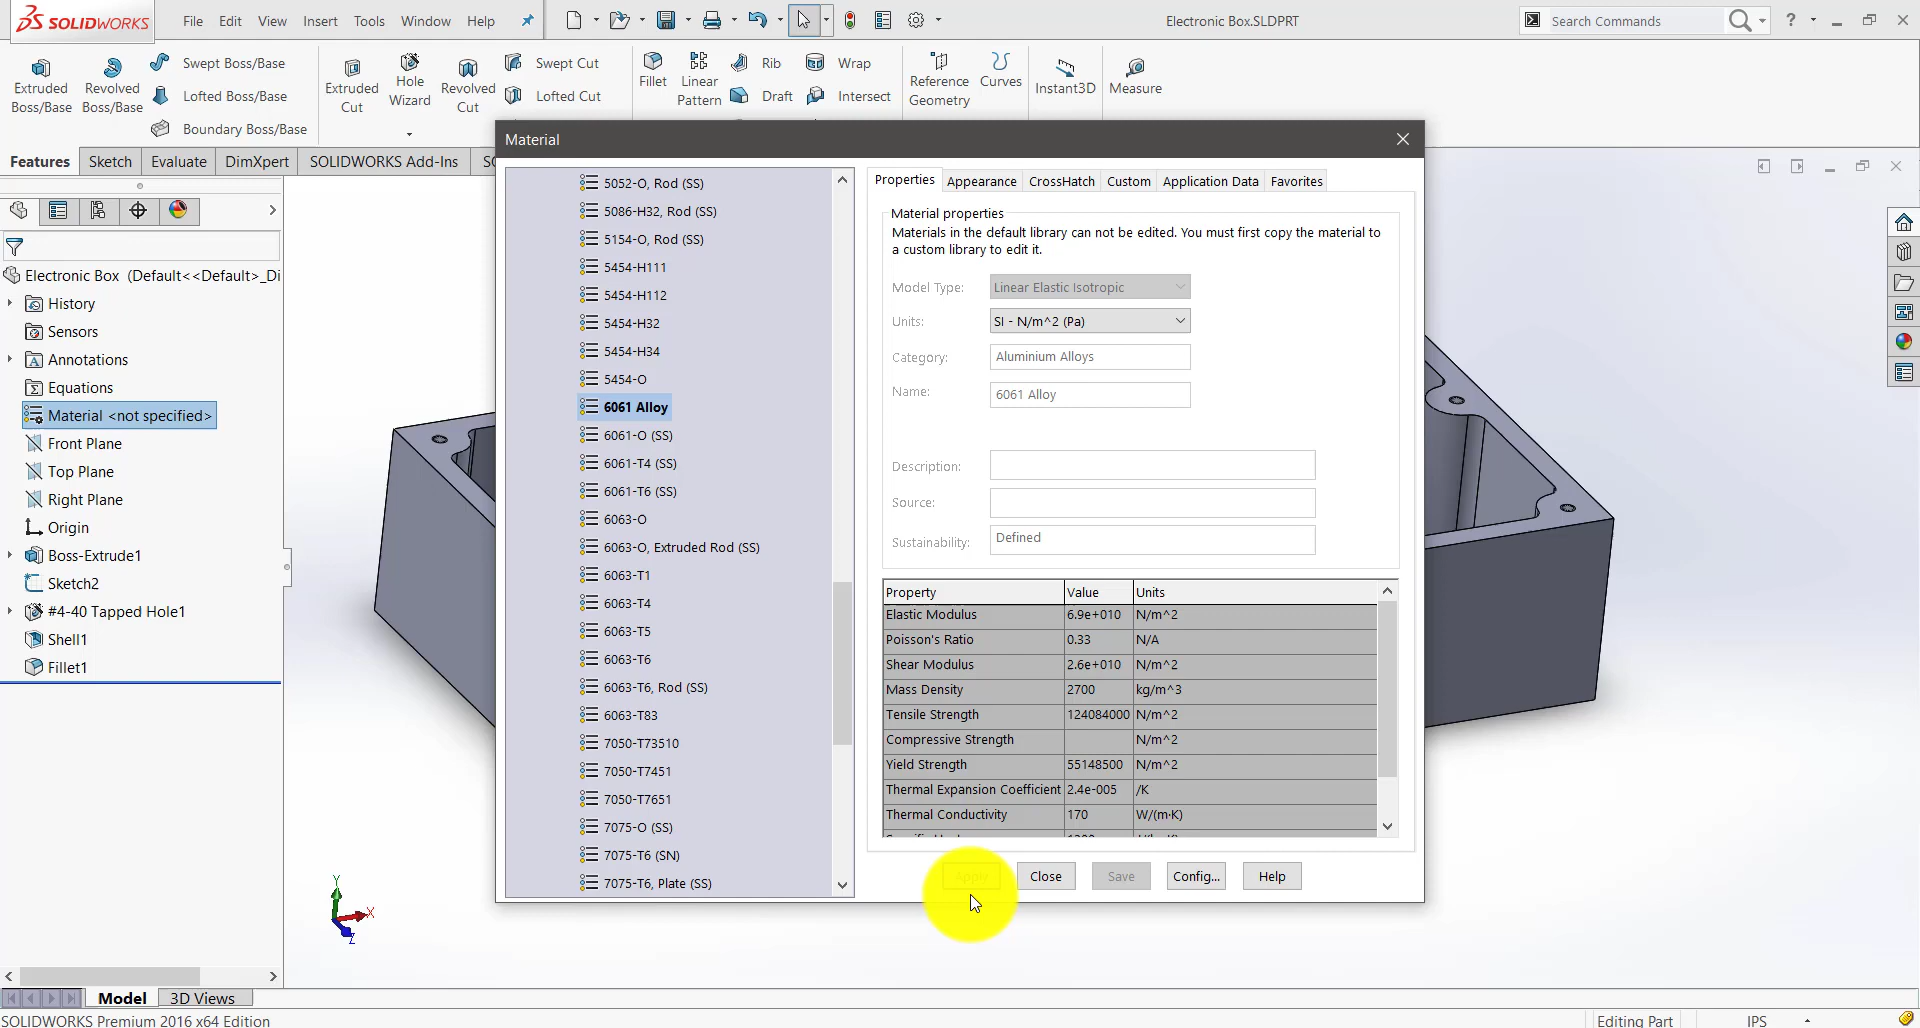 SOLIDWORKS
File Edit View Insert Tools Window Help
Electronic Box.SLDPRT
Search Commands
?
Extruded Boss/Base
Revolved Boss/Base
Swept Boss/Base
Lofted Boss/Base
Boundary Boss/Base
Extruded Cut
Hole Wizard
Revolved Cut
Swept Cut
Lofted Cut
Fillet
Linear Pattern
Rib
Draft
Wrap
Intersect
Reference Geometry
Curves
Instant3D
Measure
Features Sketch Evaluate DimXpert SOLIDWORKS Add-Ins
Electronic Box (Default<<Default>_Di
History
Sensors
Annotations
Equations
Material <not specified>
Front Plane
Top Plane
Right Plane
Origin
Boss-Extrude1
Sketch2
#4-40 Tapped Hole1
Shell1
Fillet1
Material
5052-O, Rod (SS)
5086-H32, Rod (SS)
5154-O, Rod (SS)
5454-H111
5454-H112
5454-H32
5454-H34
5454-O
6061 Alloy
6061-O (SS)
6061-T4 (SS)
6061-T6 (SS)
6063-O
6063-O, Extruded Rod (SS)
6063-T1
6063-T4
6063-T5
6063-T6
6063-T6, Rod (SS)
6063-T83
7050-T73510
7050-T7451
7050-T7651
7075-O (SS)
7075-T6 (SN)
7075-T6, Plate (SS)
Properties Appearance CrossHatch Custom Application Data Favorites
Material properties
Materials in the default library can not be edited. You must first copy the material to
a custom library to edit it.
Model Type: Linear Elastic Isotropic
Units: SI - N/m^2 (Pa)
Category: Aluminium Alloys
Name: 6061 Alloy
Description:
Source:
Sustainability: Defined
Property Value Units
Elastic Modulus 6.9e+010 N/m^2
Poisson's Ratio 0.33 N/A
Shear Modulus 2.6e+010 N/m^2
Mass Density 2700 kg/m^3
Tensile Strength 124084000 N/m^2
Compressive Strength N/m^2
Yield Strength 55148500 N/m^2
Thermal Expansion Coefficient 2.4e-005 /K
Thermal Conductivity 170 W/(m·K)
Apply Close Save Config... Help
Y
X
Z
Model 3D Views
SOLIDWORKS Premium 2016 x64 Edition
Editing Part IPS